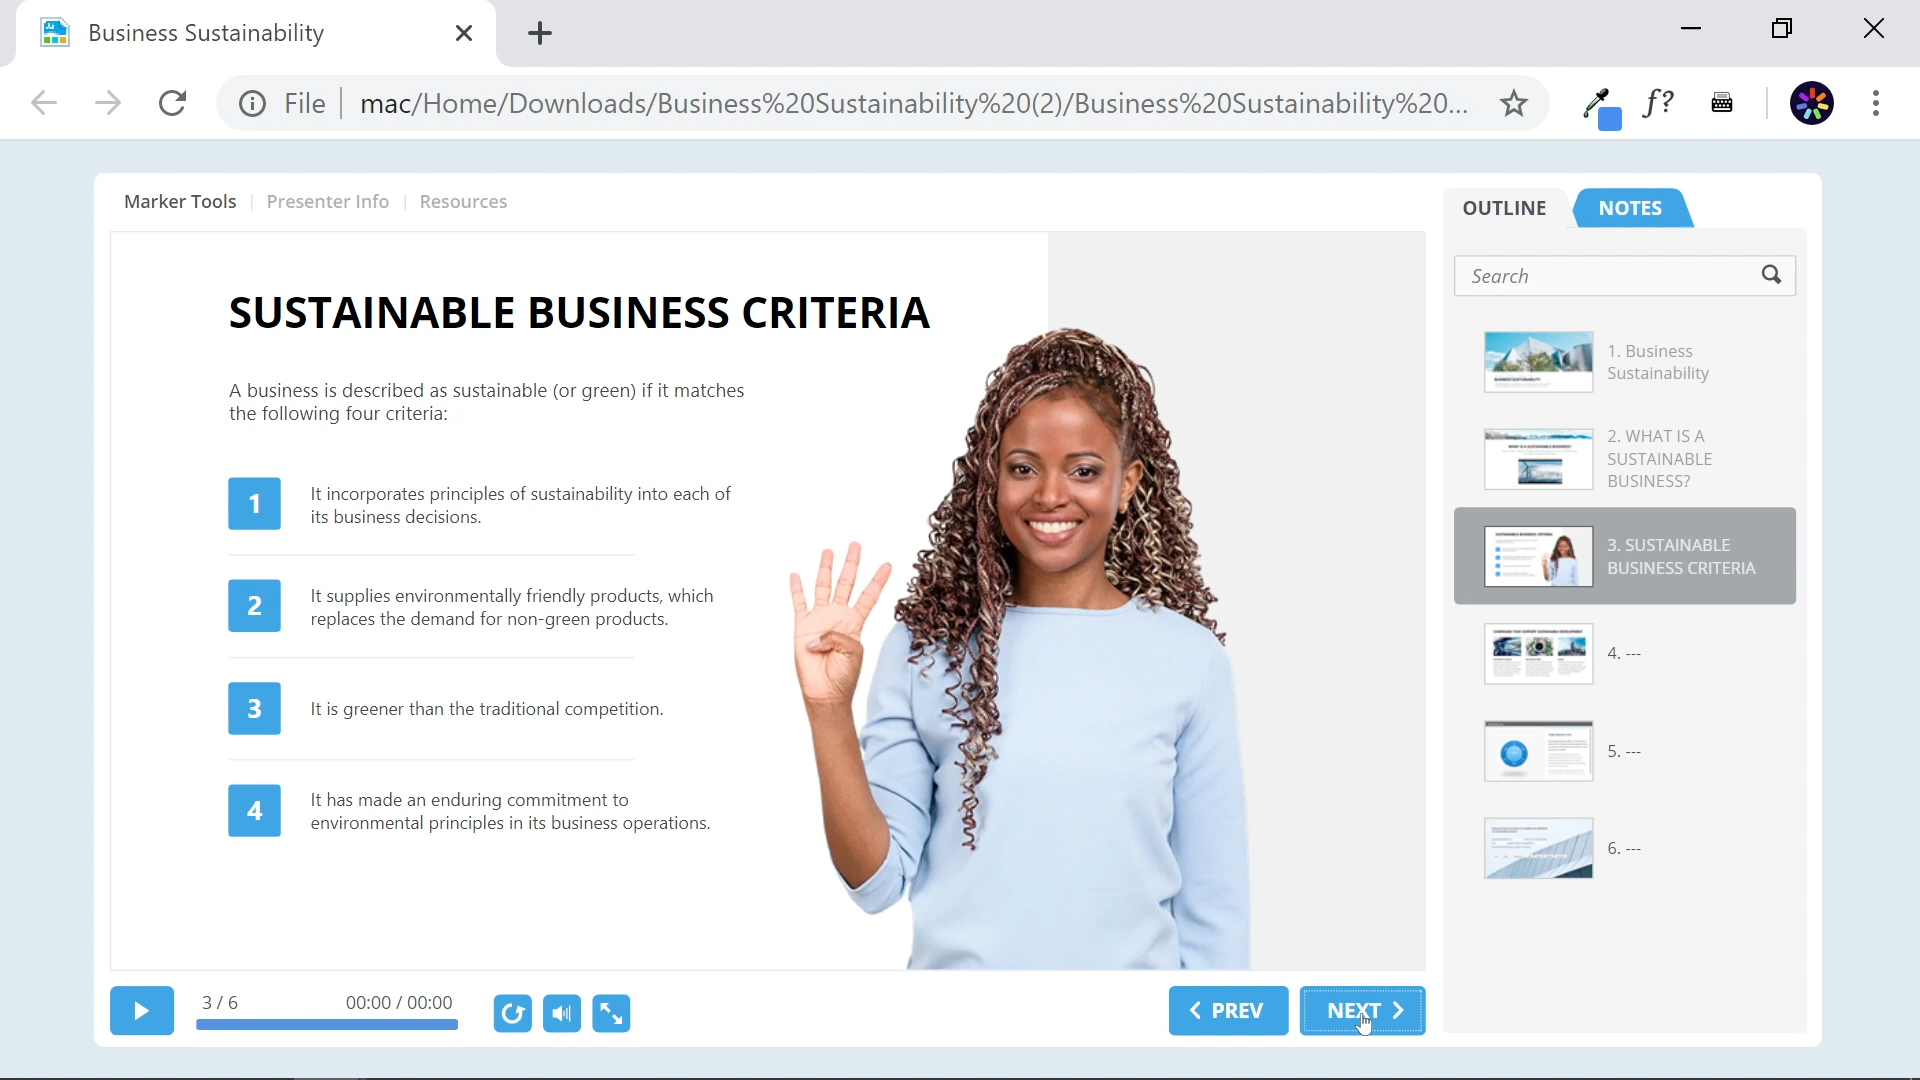 Business Sustainability
File
mac/Home/Downloads/Business%20Sustainability%20(2)/Business%20Sustainability%20...
f?
Marker Tools | Presenter Info | Resources
SUSTAINABLE BUSINESS CRITERIA
A business is described as sustainable (or green) if it matches
the following four criteria:
1
It incorporates principles of sustainability into each of
its business decisions.
2
It supplies environmentally friendly products, which
replaces the demand for non-green products.
3
It is greener than the traditional competition.
4
It has made an enduring commitment to
environmental principles in its business operations.
3 / 6
00:00 / 00:00
PREV
NEXT
OUTLINE
NOTES
Search
1. Business
Sustainability
2. WHAT IS A
SUSTAINABLE
BUSINESS?
3. SUSTAINABLE
BUSINESS CRITERIA
4. ---
5. ---
6. ---